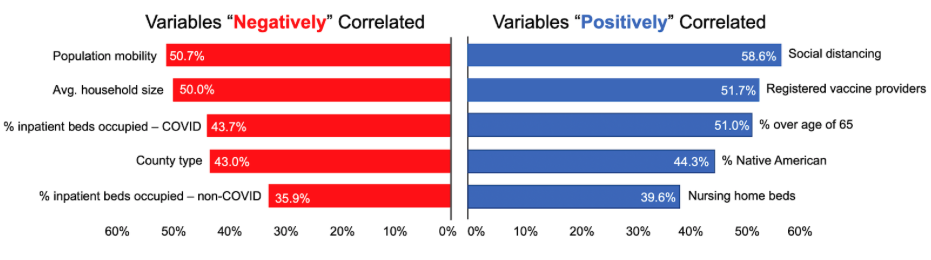 Variables “Negatively” Correlated
Population mobility 50.7%
Avg. household size 50.0%
% inpatient beds occupied – COVID 43.7%
County type 43.0%
% inpatient beds occupied – non-COVID 35.9%
60% 50% 40% 30% 20% 10% 0%
Variables “Positively” Correlated
58.6% Social distancing
51.7% Registered vaccine providers
51.0% % over age of 65
44.3% % Native American
39.6% Nursing home beds
0% 10% 20% 30% 40% 50% 60%